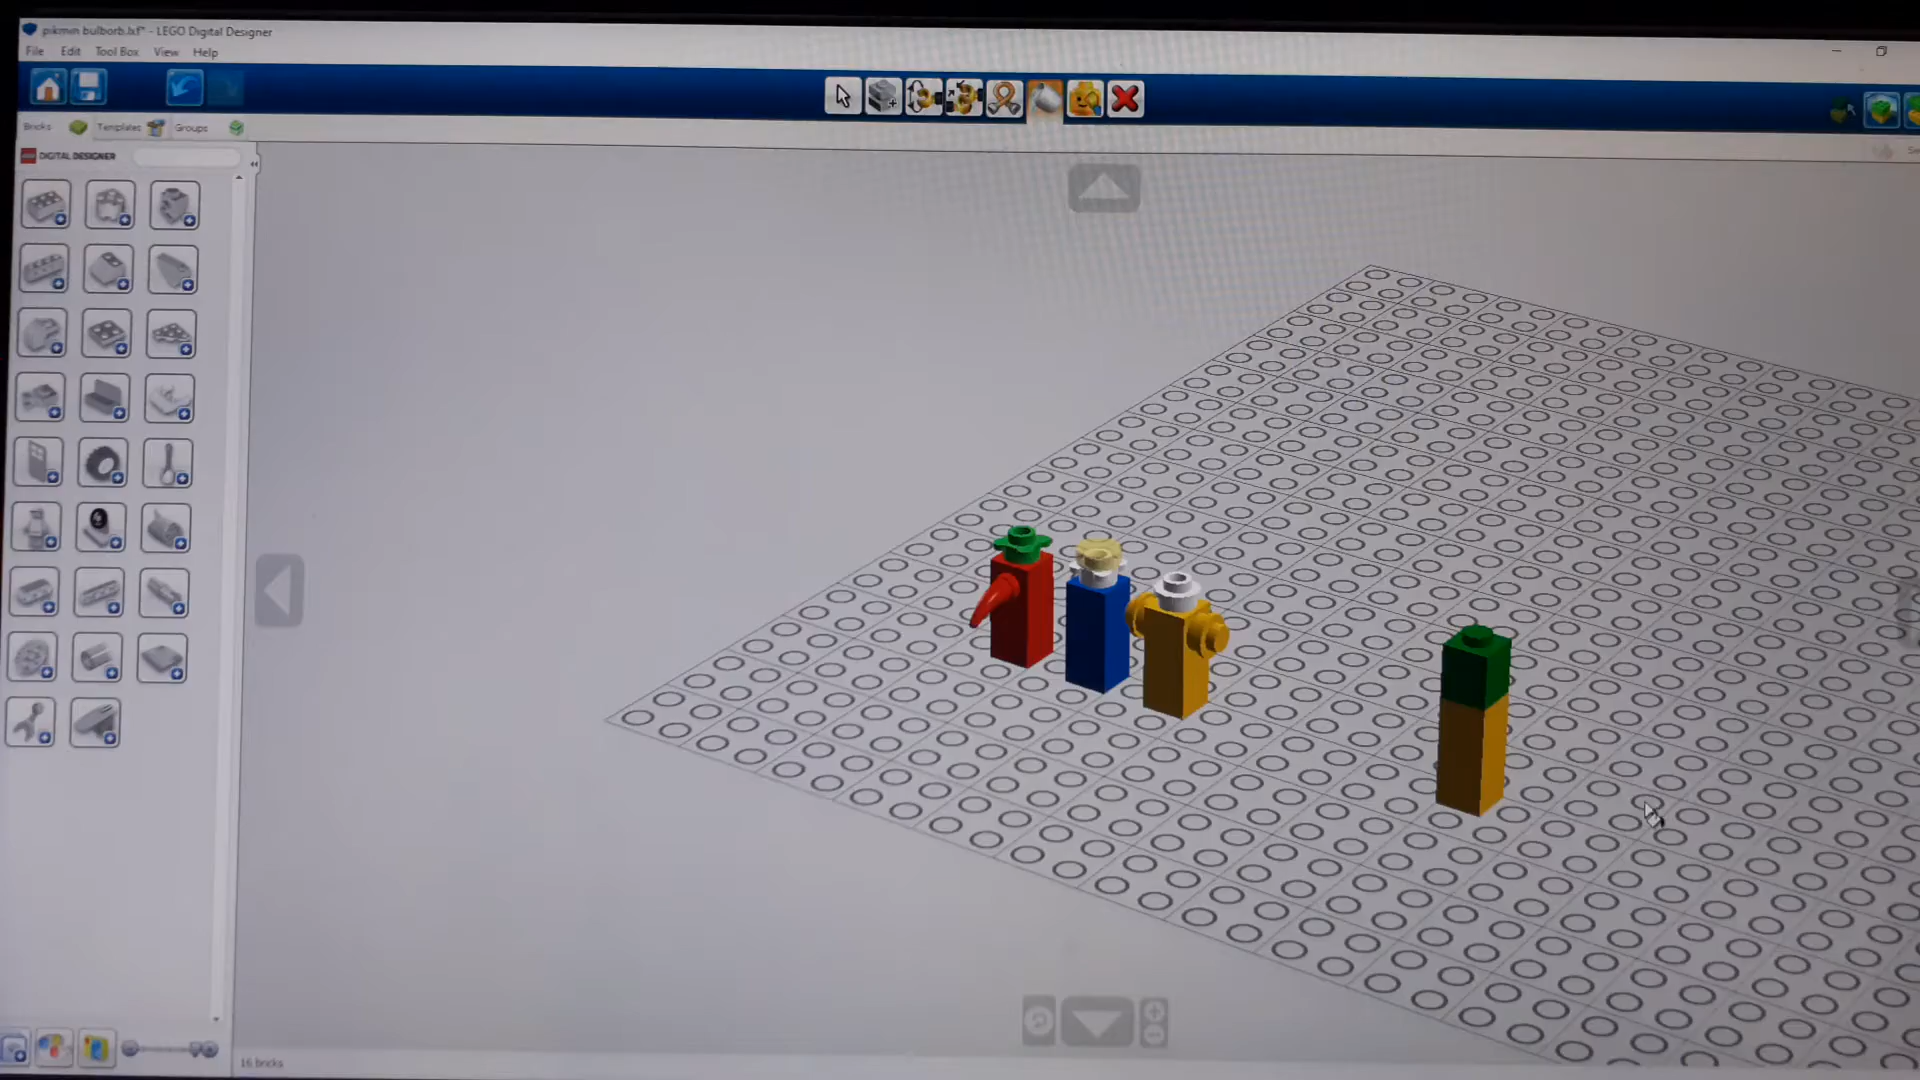 pikmin bulborb.lxf* - LEGO Digital Designer
File Edit Tool Box View Help
Bricks Templates Groups
DIGITAL DESIGNER
16 bricks